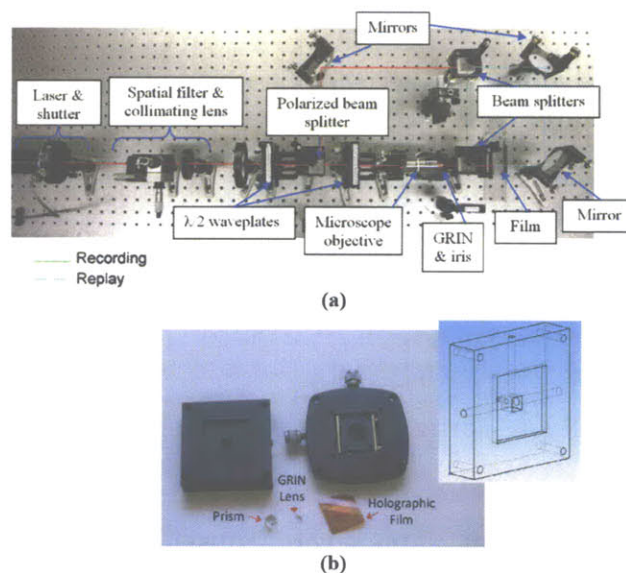 Mirrors
Laser &
shutter
Spatial filter &
collimating lens
Polarized beam
splitter
Beam splitters
λ/2 waveplates
Microscope
objective
GRIN
& iris
Film
Mirror
Recording
Replay
(a)
GRIN
Lens
Prism
Holographic
Film
(b)